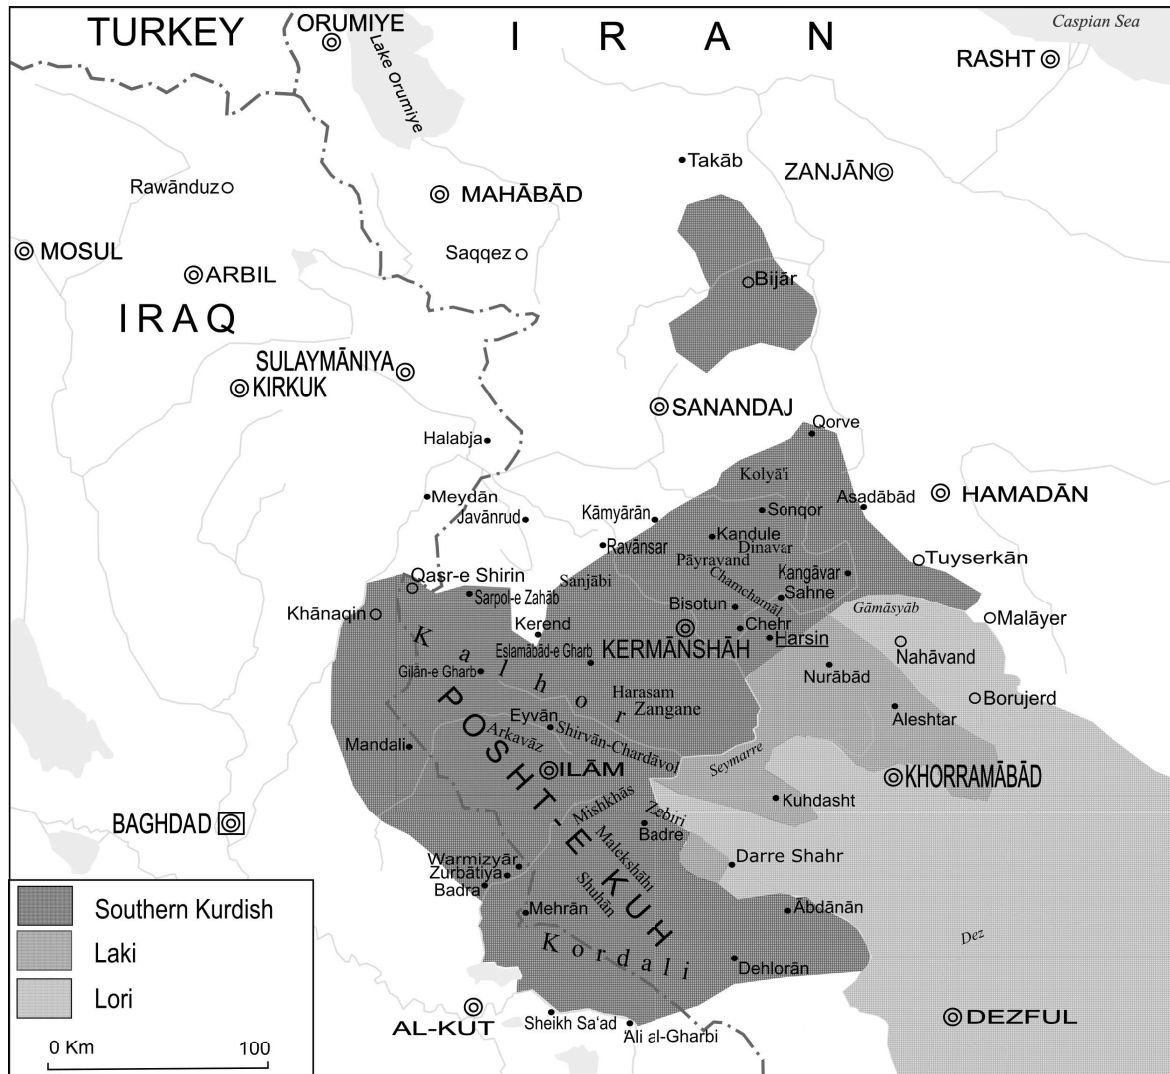 TURKEY
ORUMIYE
I R A N
Caspian Sea
Lake Orumiye
RASHT
Takāb
ZANJĀN
Rawānduz
MAHĀBĀD
MOSUL
Saqqez
ARBIL
Bijār
IRAQ
SULAYMĀNIYA
KIRKUK
SANANDAJ
Qorve
Halabja
Kolyā'i
Meydān
Asadābād
HAMADĀN
Javānrud
Kāmyārān
Sonqor
Kandule
Dinavar
Ravānsar
Pāyravand
Tuyserkān
Qasr-e Shirin
Sanjābi
Chamchamāl
Kangāvar
Sarpol-e Zahāb
Sahne
Khānaqin
Bisotun
Gāmāsyāb
Malāyer
Kerend
Chehr
Kalhor
KERMĀNSHĀH
Harsin
Nahāvand
Eslamābād-e Gharb
Gilān-e Gharb
Nurābād
Harasam
Zangane
Borujerd
Aleshtar
POSHT-E KUH
Eyvān
Shirvān-Chardāvol
Arkavāz
Mandali
Seymarre
ILĀM
KHORRAMĀBĀD
Kuhdasht
Mishkhās
Zebiri
BAGHDAD
Badre
Malekshāhı
Warmizyār
Darre Shahr
Zurbātiya
Badra
Shuhān
Mehrān
Ābdānān
Kordali
Dez
Dehlorān
Southern Kurdish
Laki
Lori
0 Km 100
AL-KUT
Sheikh Sa‘ad
Ali al-Gharbi
DEZFUL